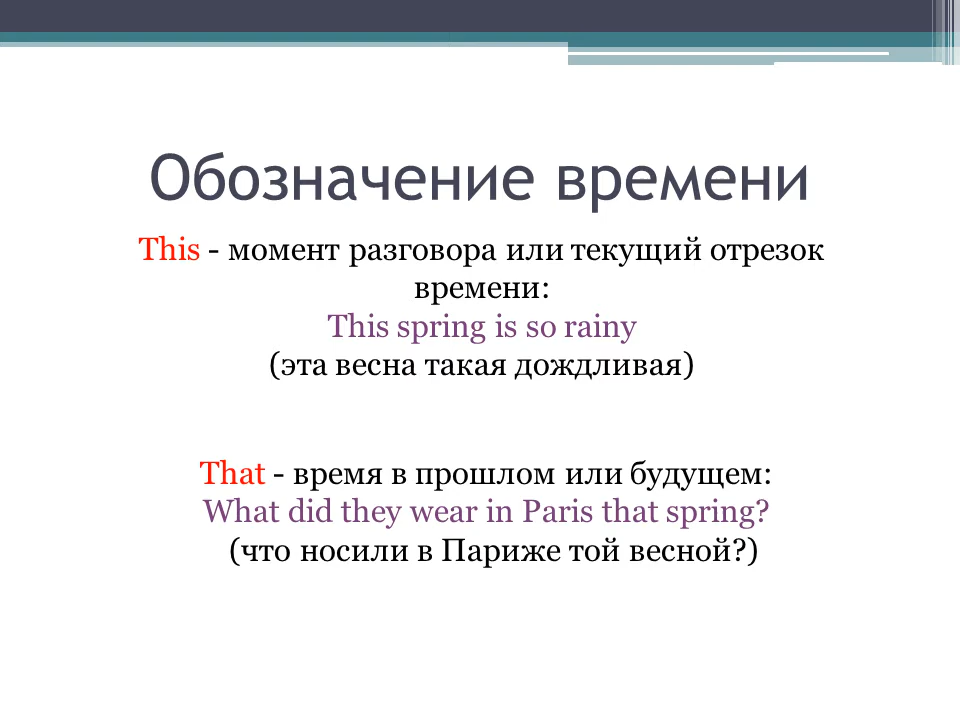 Обозначение времени
This - момент разговора или текущий отрезок
времени:
This spring is so rainy
(эта весна такая дождливая)
That - время в прошлом или будущем:
What did they wear in Paris that spring?
(что носили в Париже той весной?)